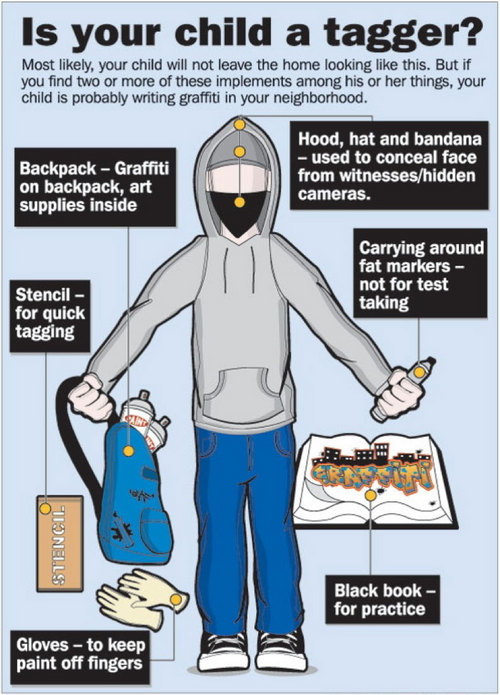 Is your child a tagger?
Most likely, your child will not leave the home looking like this. But if
you find two or more of these implements among his or her things, your
child is probably writing graffiti in your neighborhood.
Hood, hat and bandana
– used to conceal face
from witnesses/hidden
cameras.
Backpack – Graffiti
on backpack, art
supplies inside
Carrying around
fat markers –
not for test
taking
Stencil –
for quick
tagging
PAINT
GRAFFITI
STENCIL
Black book –
for practice
Gloves – to keep
paint off fingers